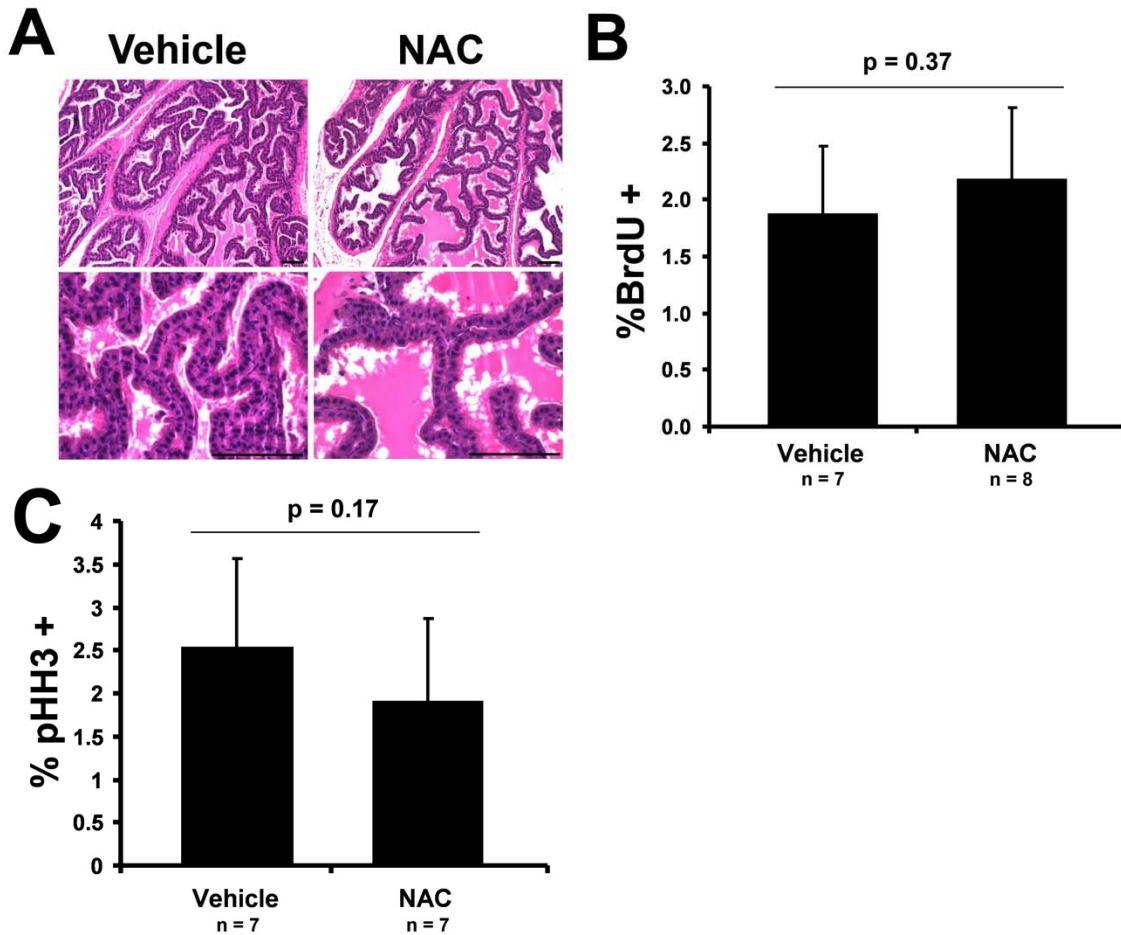 A
Vehicle
NAC
B
p = 0.37
%BrdU +
3.0
2.5
2.0
1.5
1.0
0.5
0.0
Vehicle
NAC
n = 7
n = 8
C
p = 0.17
% pHH3 +
4
3.5
3
2.5
2
1.5
1
0.5
0
Vehicle
NAC
n = 7
n = 7